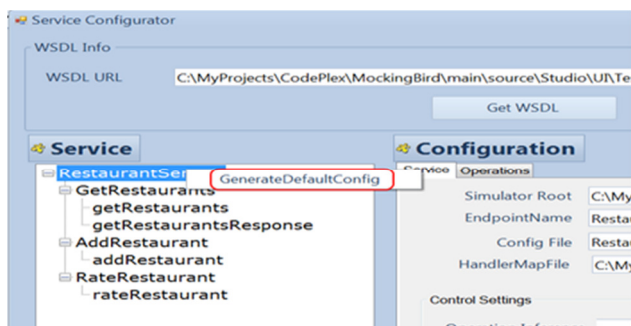 Service Configurator
WSDL Info
WSDL URL
C:\MyProjects\CodePlex\MockingBird\main\source\Studio\UI\Te
Get WSDL
Service
RestaurantSer
GenerateDefaultConfig
GetRestaurants
getRestaurants
getRestaurantsResponse
AddRestaurant
addRestaurant
RateRestaurant
rateRestaurant
Configuration
Service Operations
Simulator Root C:\My
EndpointName Restau
Config File Restau
HandlerMapFile C:\My
Control Settings